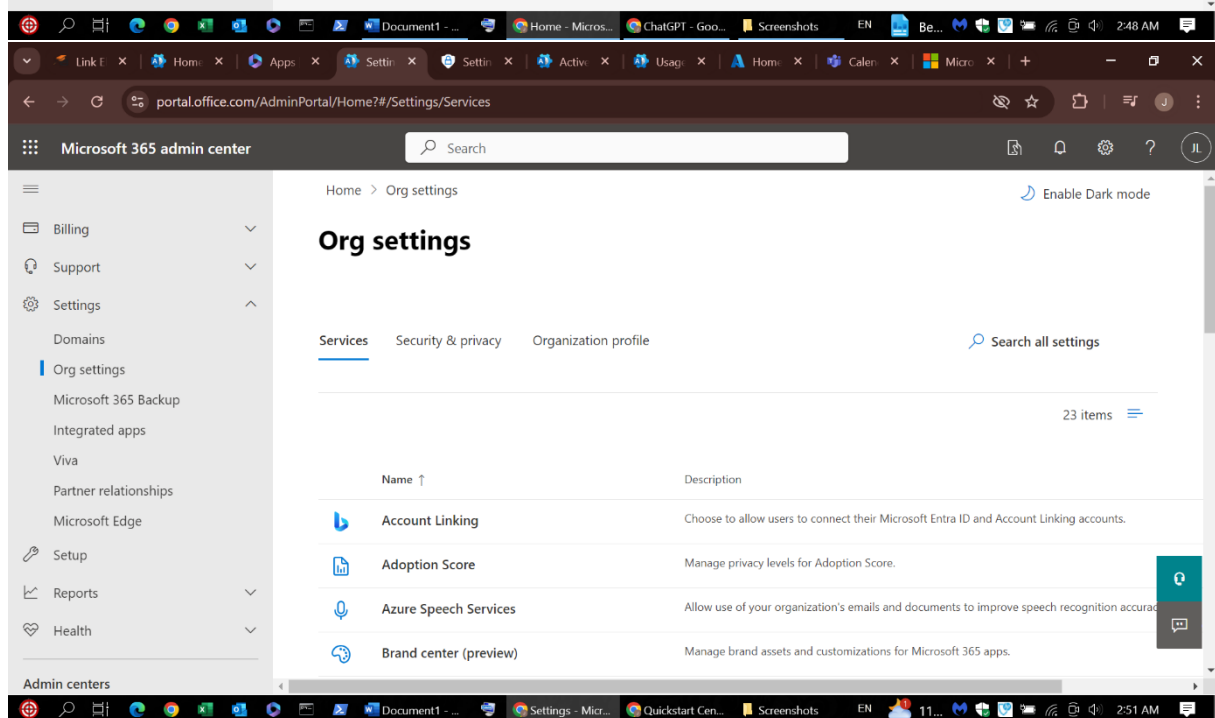 Document1 - ... Home - Micros... ChatGPT - Goo... Screenshots EN Be... 2:48 AM
Link E Home Apps Settin Settin Active Usage Home Calen Micro
portal.office.com/AdminPortal/Home?#/Settings/Services J
Microsoft 365 admin center Search ? JL
Home > Org settings Enable Dark mode
Billing
Org settings
Support
Settings
Domains
Services Security & privacy Organization profile Search all settings
Org settings
Microsoft 365 Backup
23 items
Integrated apps
Viva
Name ↑ Description
Partner relationships
Microsoft Edge
Account Linking Choose to allow users to connect their Microsoft Entra ID and Account Linking accounts.
Setup
Adoption Score Manage privacy levels for Adoption Score.
Reports
Azure Speech Services Allow use of your organization's emails and documents to improve speech recognition accurac
Health
Brand center (preview) Manage brand assets and customizations for Microsoft 365 apps.
Admin centers
Document1 - ... Settings - Micr... Quickstart Cen... Screenshots EN 11... 2:51 AM